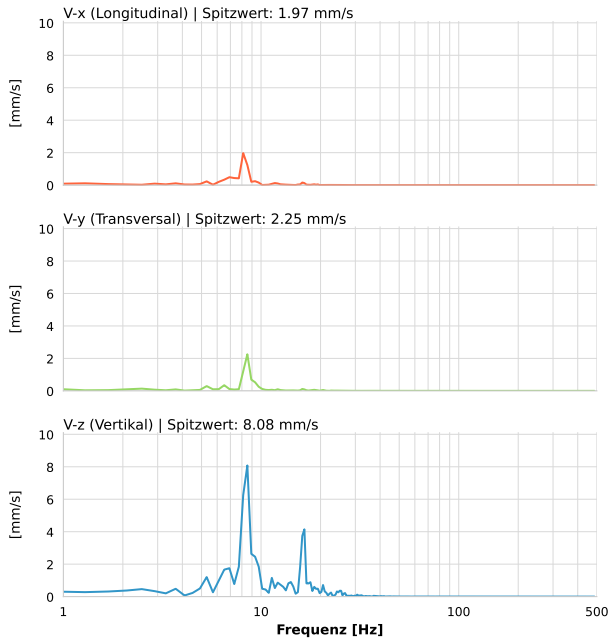 V-x (Longitudinal) | Spitzwert: 1.97 mm/s
10
8
6
4
2
0
[mm/s]
V-y (Transversal) | Spitzwert: 2.25 mm/s
10
8
6
4
2
0
[mm/s]
V-z (Vertikal) | Spitzwert: 8.08 mm/s
10
8
6
4
2
0
[mm/s]
1 10 100 500
Frequenz [Hz]